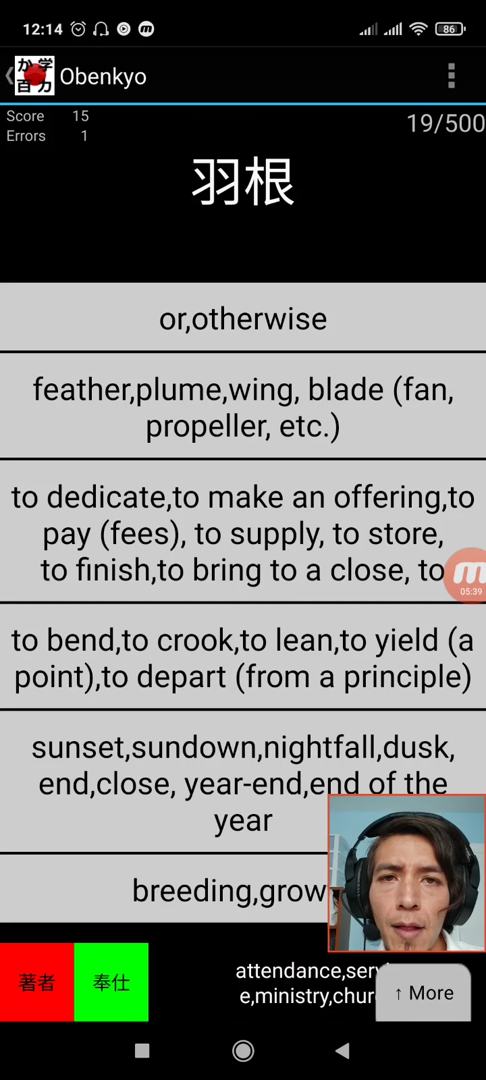 12:14
86
か学
百力
Obenkyo
Score 15
Errors 1
19/500
羽根
or,otherwise
feather,plume,wing, blade (fan,
propeller, etc.)
to dedicate,to make an offering,to
pay (fees), to supply, to store,
to finish,to bring to a close, to
05:39
to bend,to crook,to lean,to yield (a
point),to depart (from a principle)
sunset,sundown,nightfall,dusk,
end,close, year-end,end of the
year
breeding,grow
著者
奉仕
attendance,serv
e,ministry,chur
↑ More